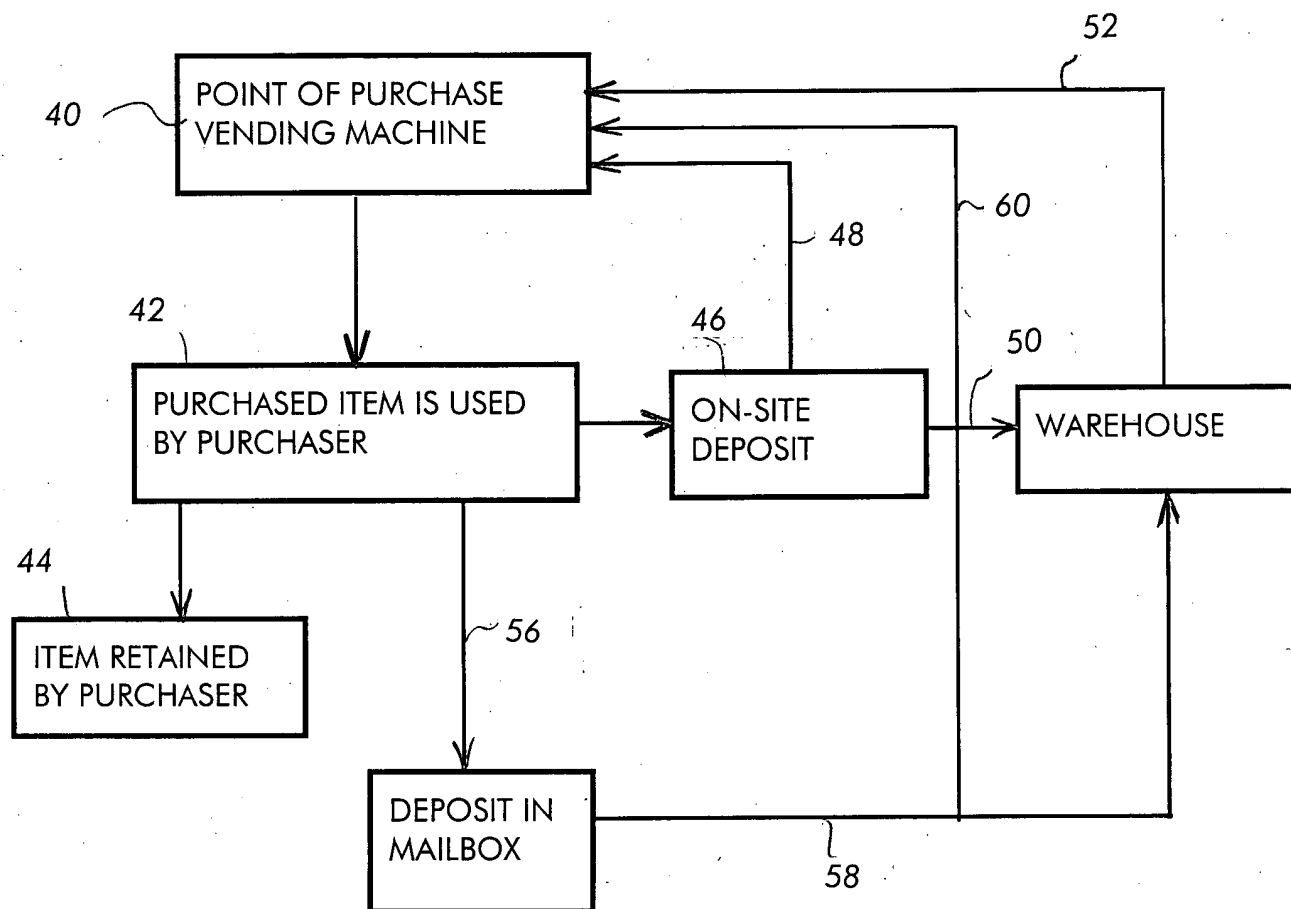 52
40
POINT OF PURCHASE
VENDING MACHINE
60
48
42
46
50
PURCHASED ITEM IS USED
BY PURCHASER
ON-SITE
DEPOSIT
WAREHOUSE
44
56
ITEM RETAINED
BY PURCHASER
DEPOSIT IN
MAILBOX
58